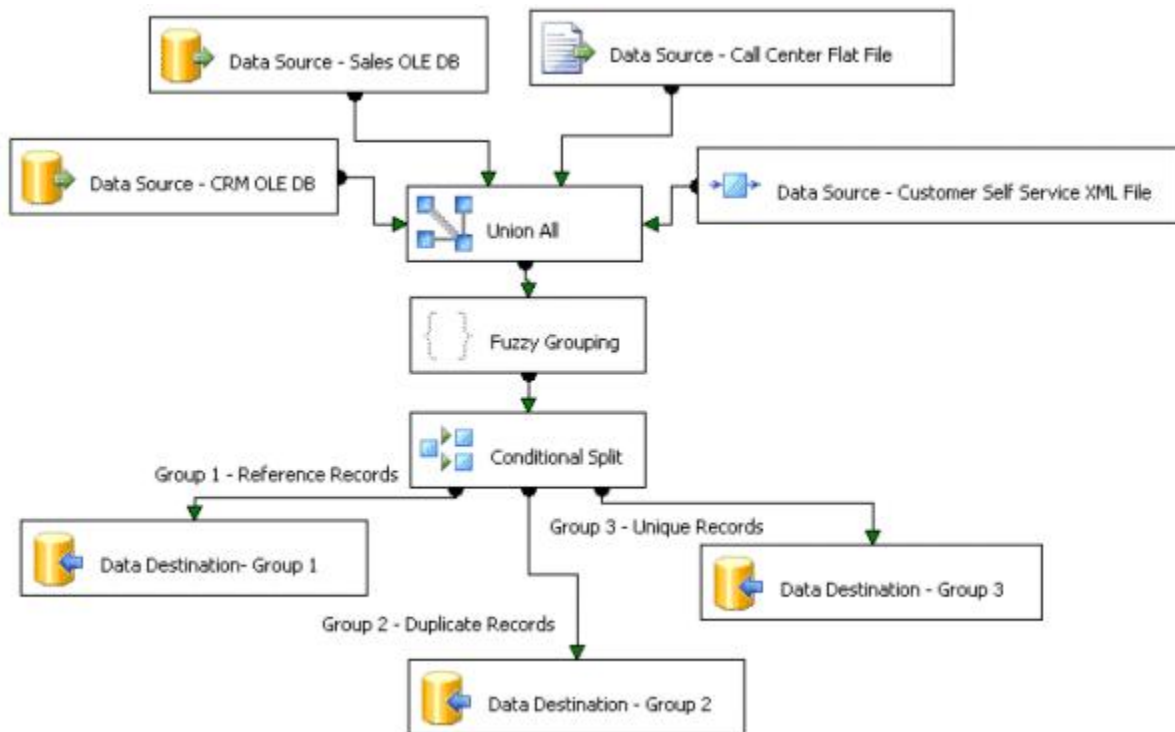 Data Source - Sales OLE DB
Data Source - Call Center Flat File
Data Source - CRM OLE DB
Data Source - Customer Self Service XML File
Union All
Fuzzy Grouping
Conditional Split
Group 1 - Reference Records
Group 3 - Unique Records
Data Destination- Group 1
Data Destination - Group 3
Group 2 - Duplicate Records
Data Destination - Group 2